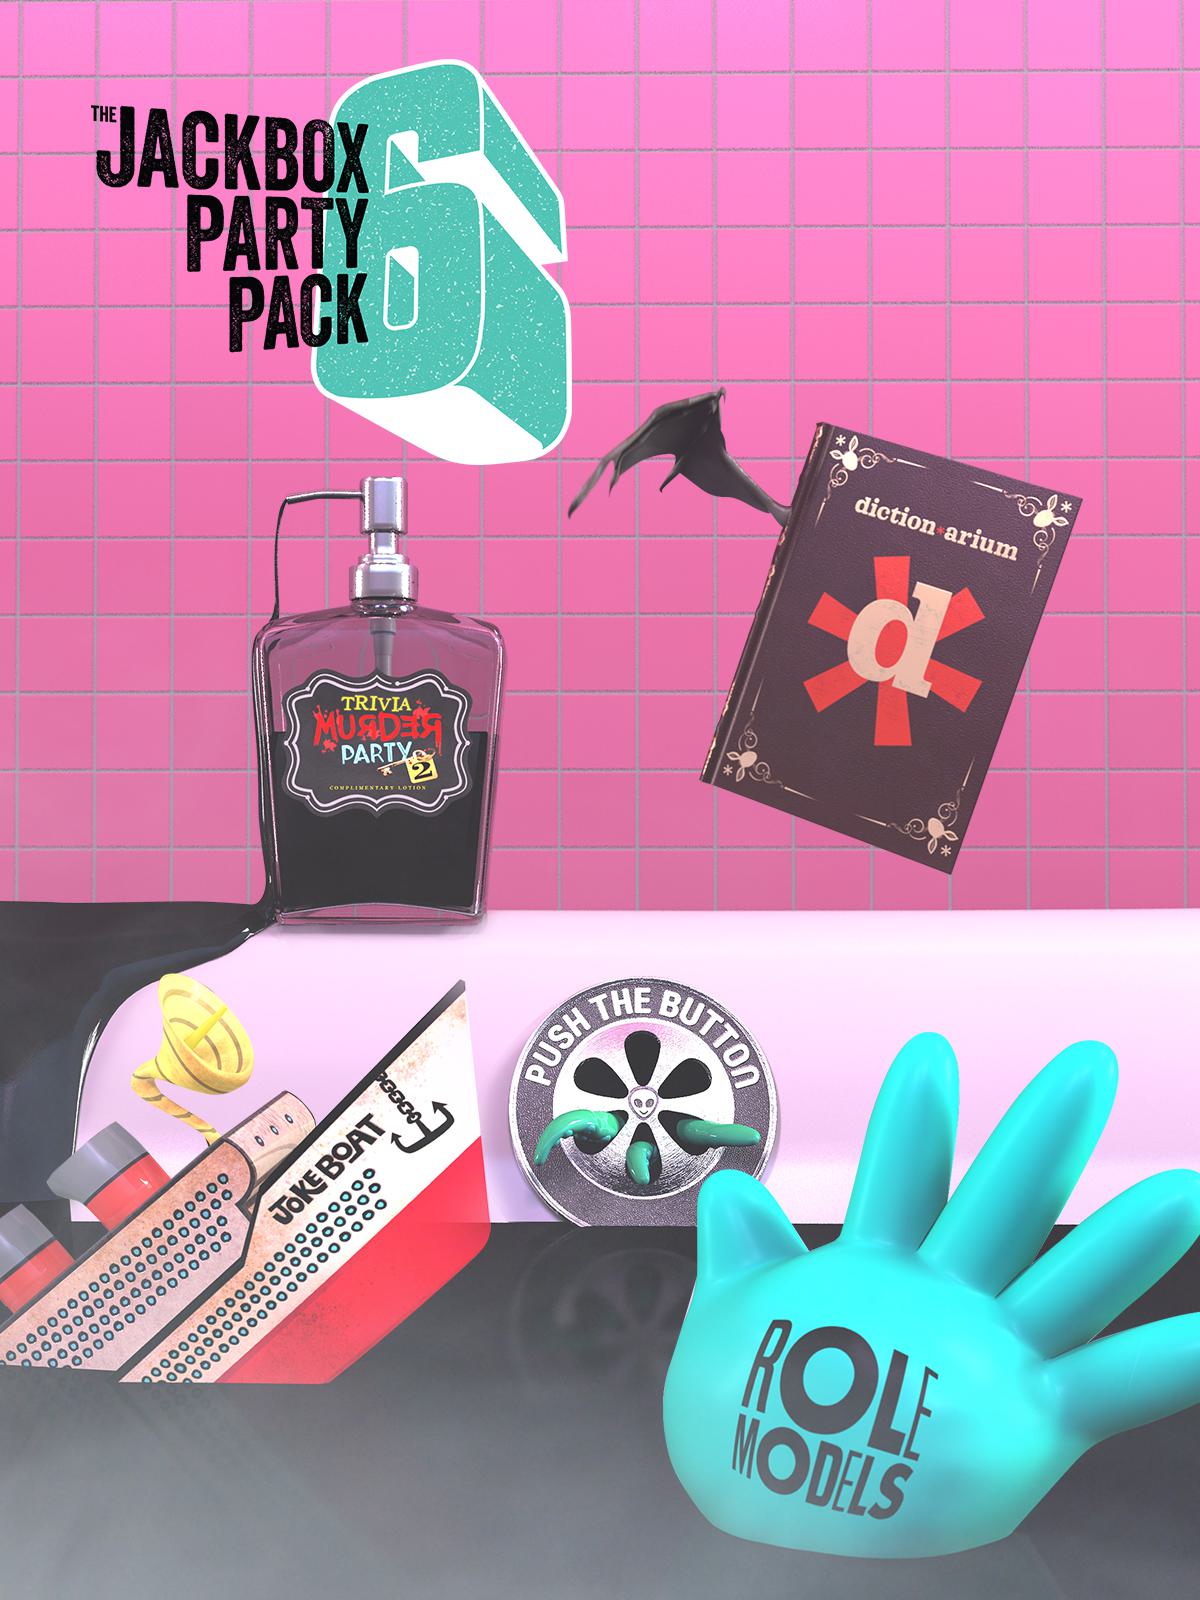 THE
JACKBOX
PARTY
PACK
6
diction*arium
d
TRIVIA
MURDER
PARTY
2
COMPLIMENTARY LOTION
PUSH THE BUTTON
JOKE BOAT
ROLE
MODELS